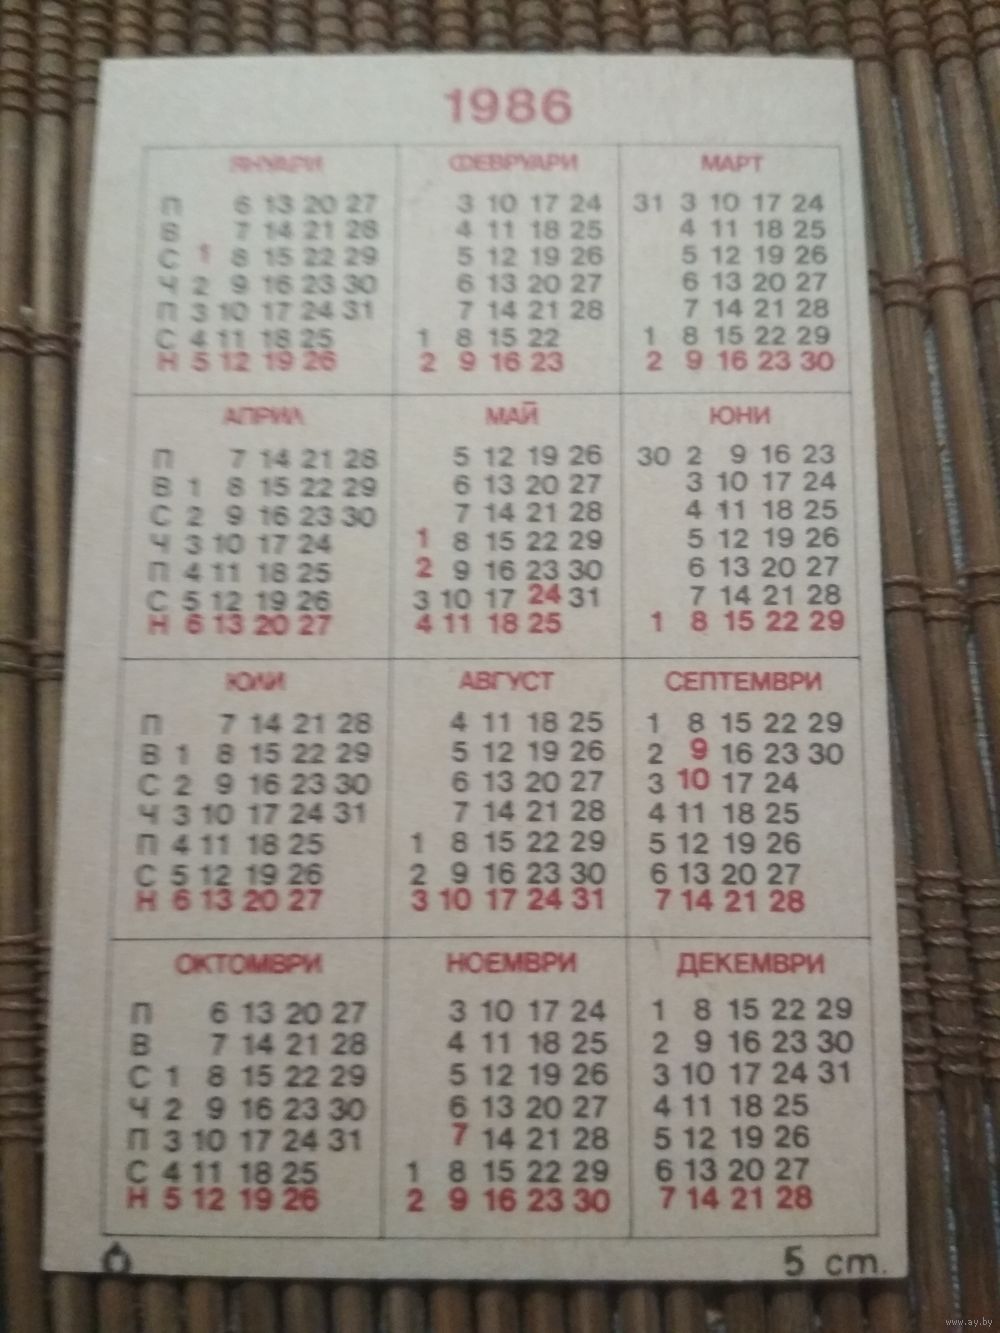 1986
ЯНУАРИ ФЕВРУАРИ МАРТ
П 6 13 20 27 3 10 17 24 31 3 10 17 24
В 7 14 21 28 4 11 18 25 4 11 18 25
С 1 8 15 22 29 5 12 19 26 5 12 19 26
Ч 2 9 16 23 30 6 13 20 27 6 13 20 27
П 3 10 17 24 31 7 14 21 28 7 14 21 28
С 4 11 18 25 1 8 15 22 1 8 15 22 29
Н 5 12 19 26 2 9 16 23 2 9 16 23 30
АПРИЛ МАЙ ЮНИ
П 7 14 21 28 5 12 19 26 30 2 9 16 23
В 1 8 15 22 29 6 13 20 27 3 10 17 24
С 2 9 16 23 30 7 14 21 28 4 11 18 25
Ч 3 10 17 24 1 8 15 22 29 5 12 19 26
П 4 11 18 25 2 9 16 23 30 6 13 20 27
С 5 12 19 26 3 10 17 24 31 7 14 21 28
Н 6 13 20 27 4 11 18 25 1 8 15 22 29
ЮЛИ АВГУСТ СЕПТЕМВРИ
П 7 14 21 28 4 11 18 25 1 8 15 22 29
В 1 8 15 22 29 5 12 19 26 2 9 16 23 30
С 2 9 16 23 30 6 13 20 27 3 10 17 24
Ч 3 10 17 24 31 7 14 21 28 4 11 18 25
П 4 11 18 25 1 8 15 22 29 5 12 19 26
С 5 12 19 26 2 9 16 23 30 6 13 20 27
Н 6 13 20 27 3 10 17 24 31 7 14 21 28
ОКТОМВРИ НОЕМВРИ ДЕКЕМВРИ
П 6 13 20 27 3 10 17 24 1 8 15 22 29
В 7 14 21 28 4 11 18 25 2 9 16 23 30
С 1 8 15 22 29 5 12 19 26 3 10 17 24 31
Ч 2 9 16 23 30 6 13 20 27 4 11 18 25
П 3 10 17 24 31 7 14 21 28 5 12 19 26
С 4 11 18 25 1 8 15 22 29 6 13 20 27
Н 5 12 19 26 2 9 16 23 30 7 14 21 28
5 cm.
www.ay.by